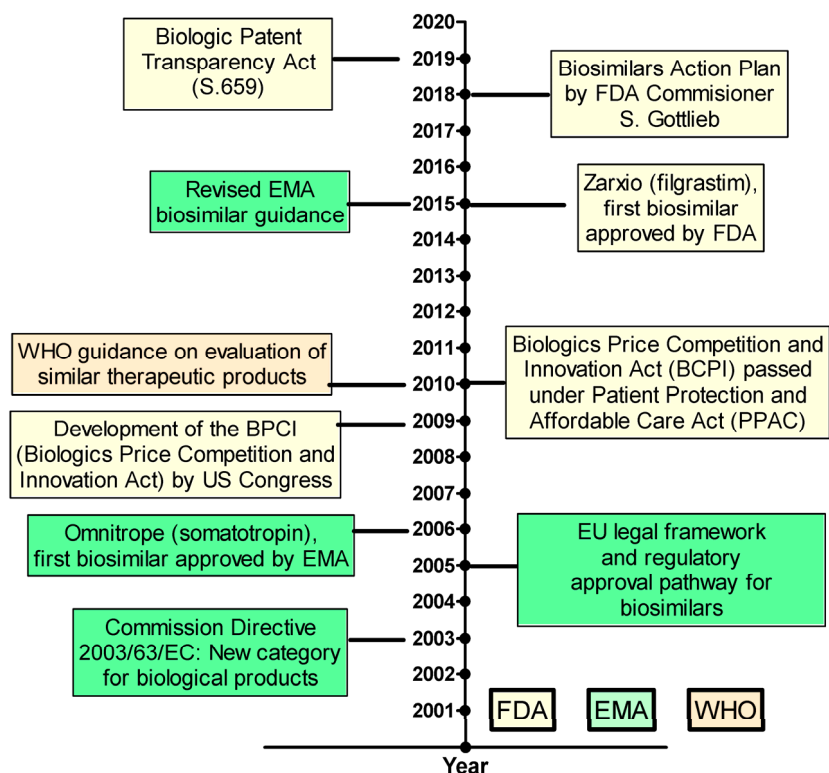 2020
Biologic Patent
Transparency Act
(S.659)
2019
Biosimilars Action Plan
by FDA Commisioner
S. Gottlieb
2018
2017
2016
Revised EMA
biosimilar guidance
2015
Zarxio (filgrastim),
first biosimilar
approved by FDA
2014
2013
2012
2011
WHO guidance on evaluation of
similar therapeutic products
2010
Biologics Price Competition and
Innovation Act (BCPI) passed
under Patient Protection and
Affordable Care Act (PPAC)
2009
Development of the BPCI
(Biologics Price Competition and
Innovation Act) by US Congress
2008
2007
2006
Omnitrope (somatotropin),
first biosimilar approved by EMA
EU legal framework
and regulatory
approval pathway for
biosimilars
2005
2004
Commission Directive
2003/63/EC: New category
for biological products
2003
2002
2001
FDA
EMA
WHO
Year